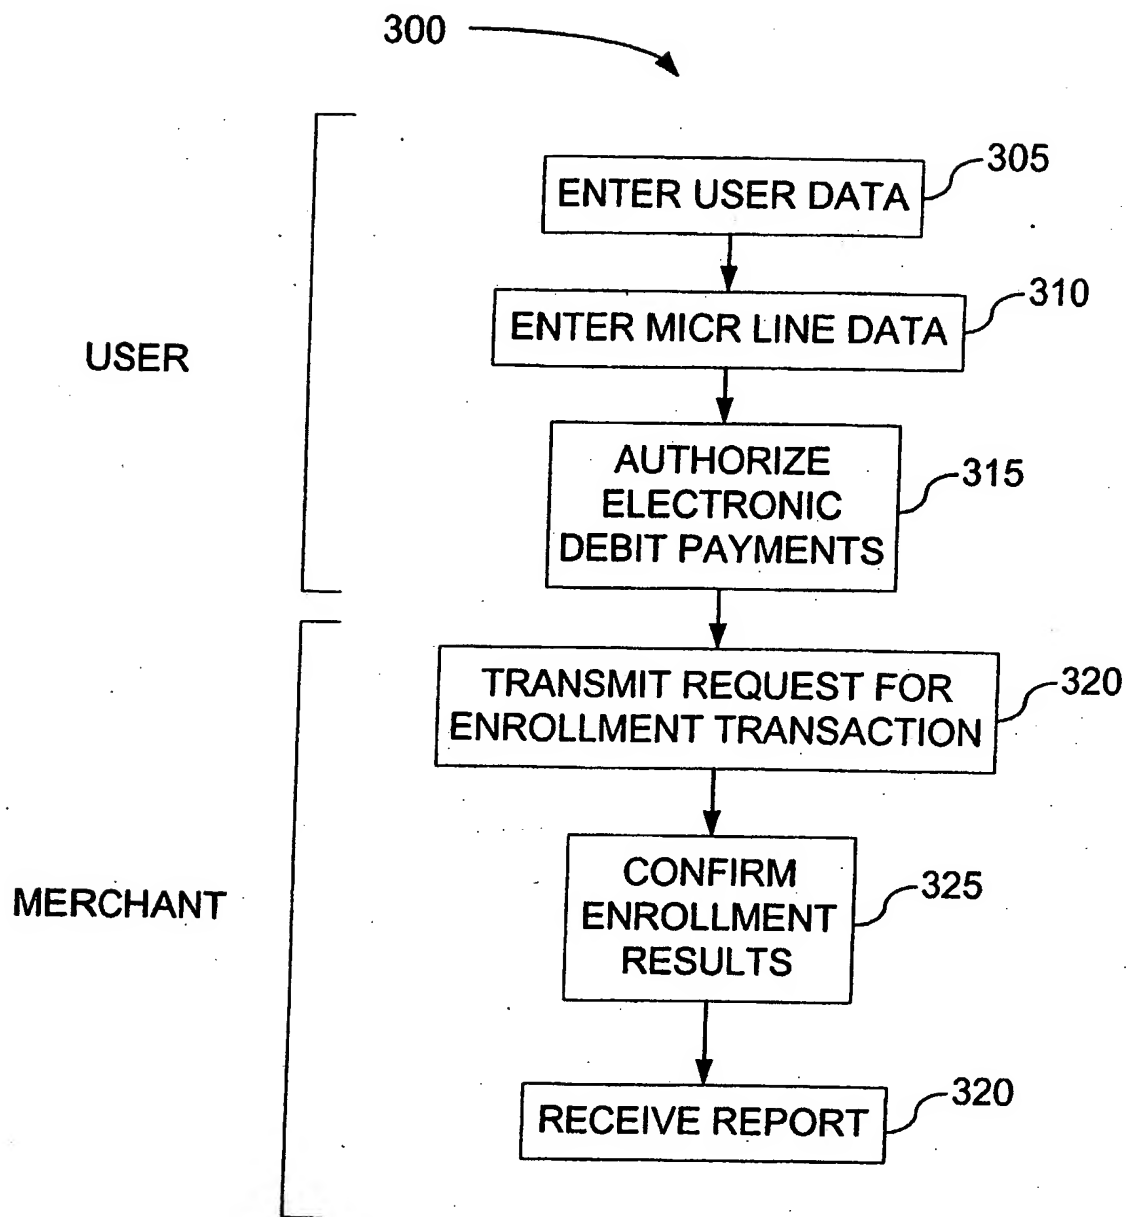 300
305
ENTER USER DATA
310
ENTER MICR LINE DATA
USER
AUTHORIZE
ELECTRONIC
DEBIT PAYMENTS
315
TRANSMIT REQUEST FOR
ENROLLMENT TRANSACTION
320
CONFIRM
ENROLLMENT
RESULTS
325
MERCHANT
RECEIVE REPORT
320